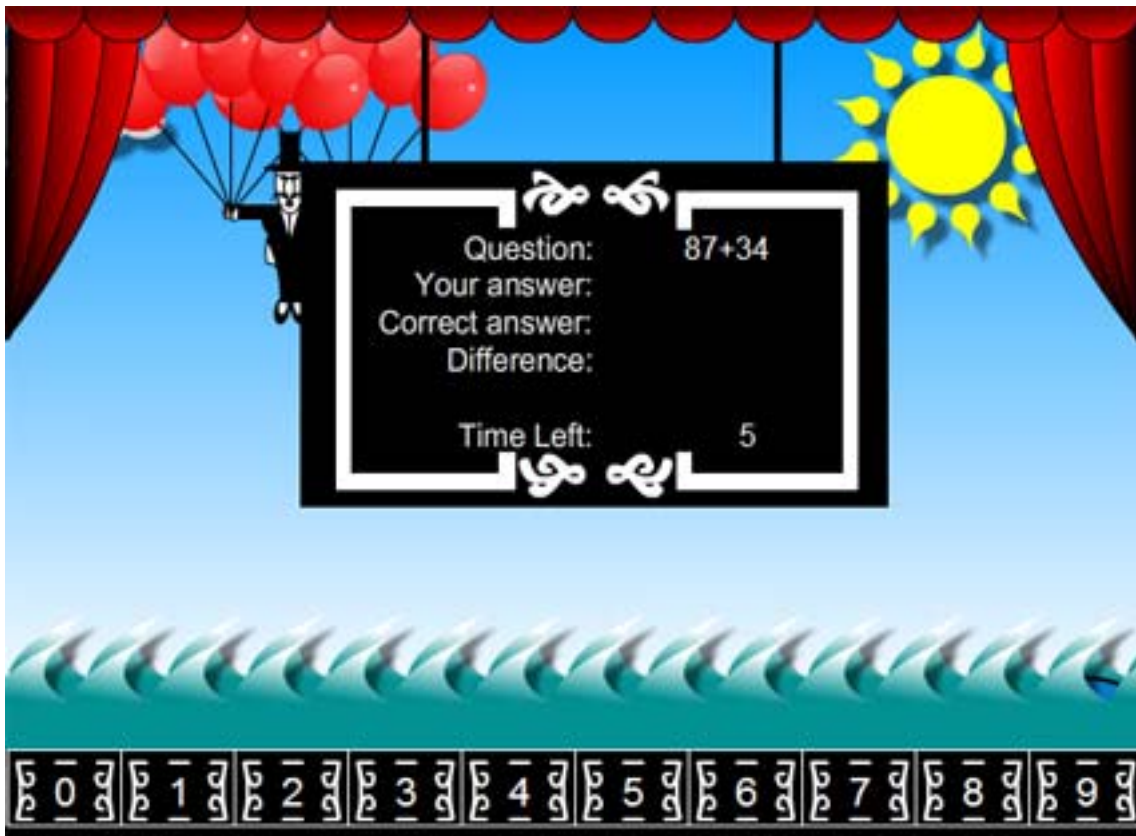 Question: 87+34
Your answer:
Correct answer:
Difference:
Time Left: 5
0 1 2 3 4 5 6 7 8 9